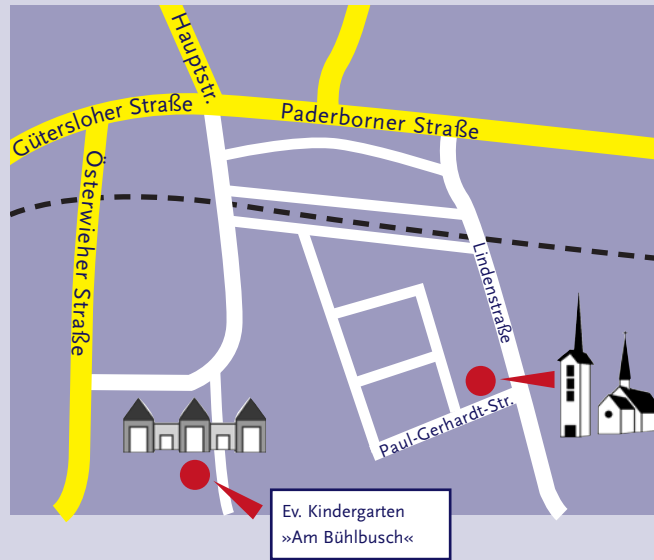 Hauptstr.
Gütersloher Straße
Paderborner Straße
Österwieher Straße
Lindenstraße
Paul-Gerhardt-Str.
Ev. Kindergarten
»Am Bühlbusch«